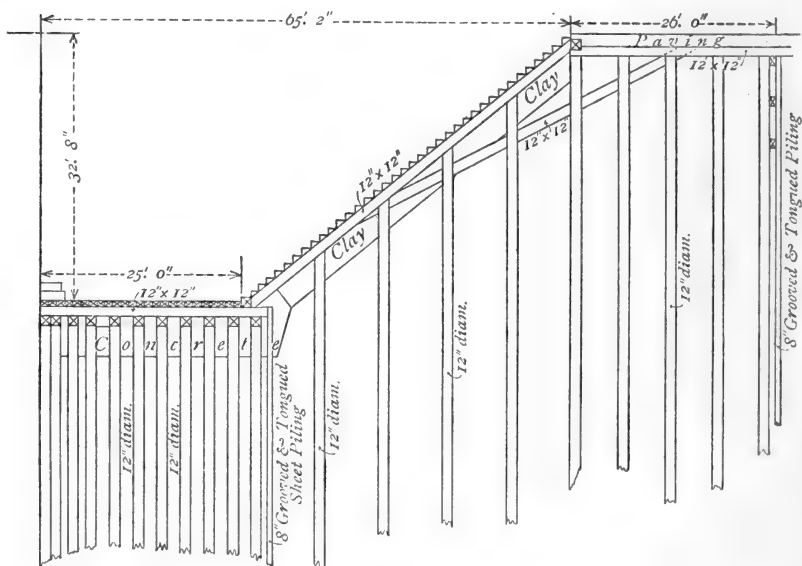 65'. 2"
26'. 0"
Paving
12"x 12"
Clay
12"x 12"
32'. 8"
12"x 12"
Clay
25'. 0"
12"x 12"
Concrete
12" diam.
12" diam.
8" Grooved & Tongued
Sheet Piling
12" diam.
12" diam.
12" diam.
8" Grooved & Tongued Piling